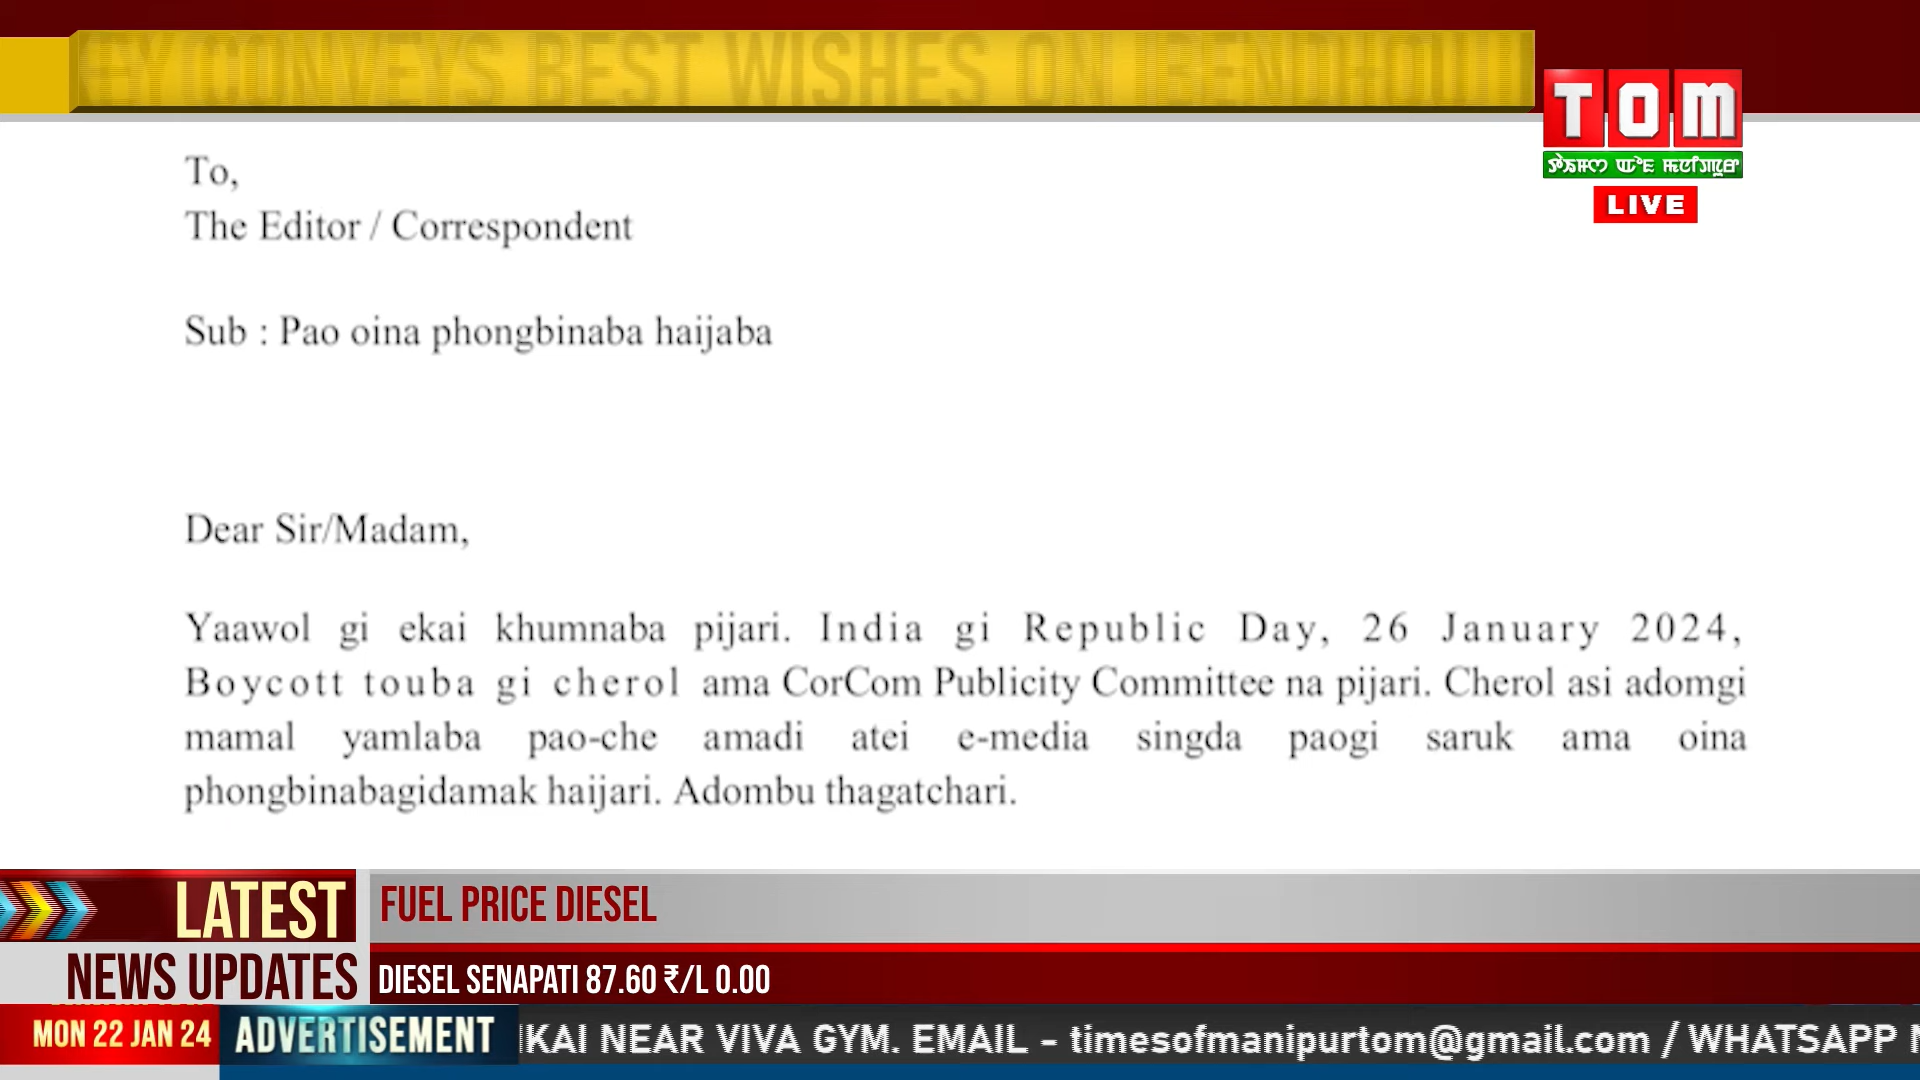 CONVEYS BEST WISHES ON
TOM
LIVE
To,
The Editor / Correspondent
Sub : Pao oina phongbinaba haijaba
Dear Sir/Madam,
Yaawol gi ekai khumnaba pijari. India gi Republic Day, 26 January 2024,
Boycott touba gi cherol ama CorCom Publicity Committee na pijari. Cherol asi adomgi
mamal yamlaba pao-che amadi atei e-media singda paogi saruk ama oina
phongbinabagidamak haijari. Adombu thagatchari.
LATEST
NEWS UPDATES
FUEL PRICE DIESEL
DIESEL SENAPATI 87.60 ₹/L 0.00
MON 22 JAN 24
ADVERTISEMENT
NEAR VIVA GYM. EMAIL - timesofmanipurtom@gmail.com / WHATSAPP